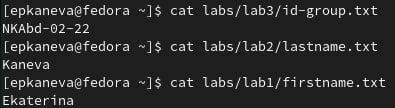 [epkaneva@fedora ~]$ cat labs/lab3/id-group.txt
NKAbd-02-22
[epkaneva@fedora ~]$ cat labs/lab2/lastname.txt
Kaneva
[epkaneva@fedora ~]$ cat labs/lab1/firstname.txt
Ekaterina